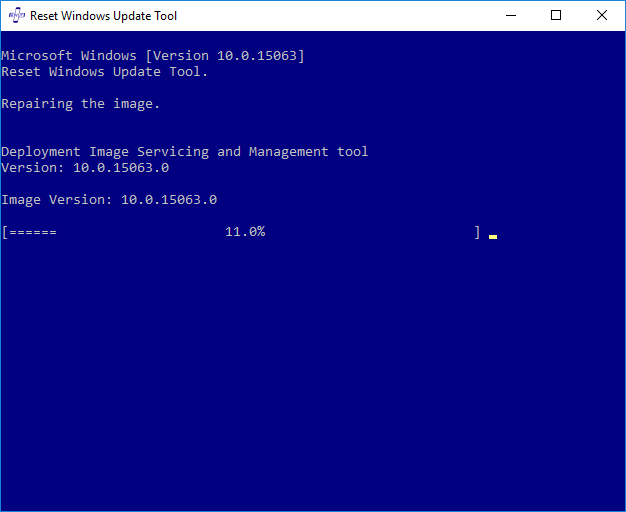 Reset Windows Update Tool
Microsoft Windows [Version 10.0.15063]
Reset Windows Update Tool.
Repairing the image.
Deployment Image Servicing and Management tool
Version: 10.0.15063.0
Image Version: 10.0.15063.0
[====== 11.0% ]